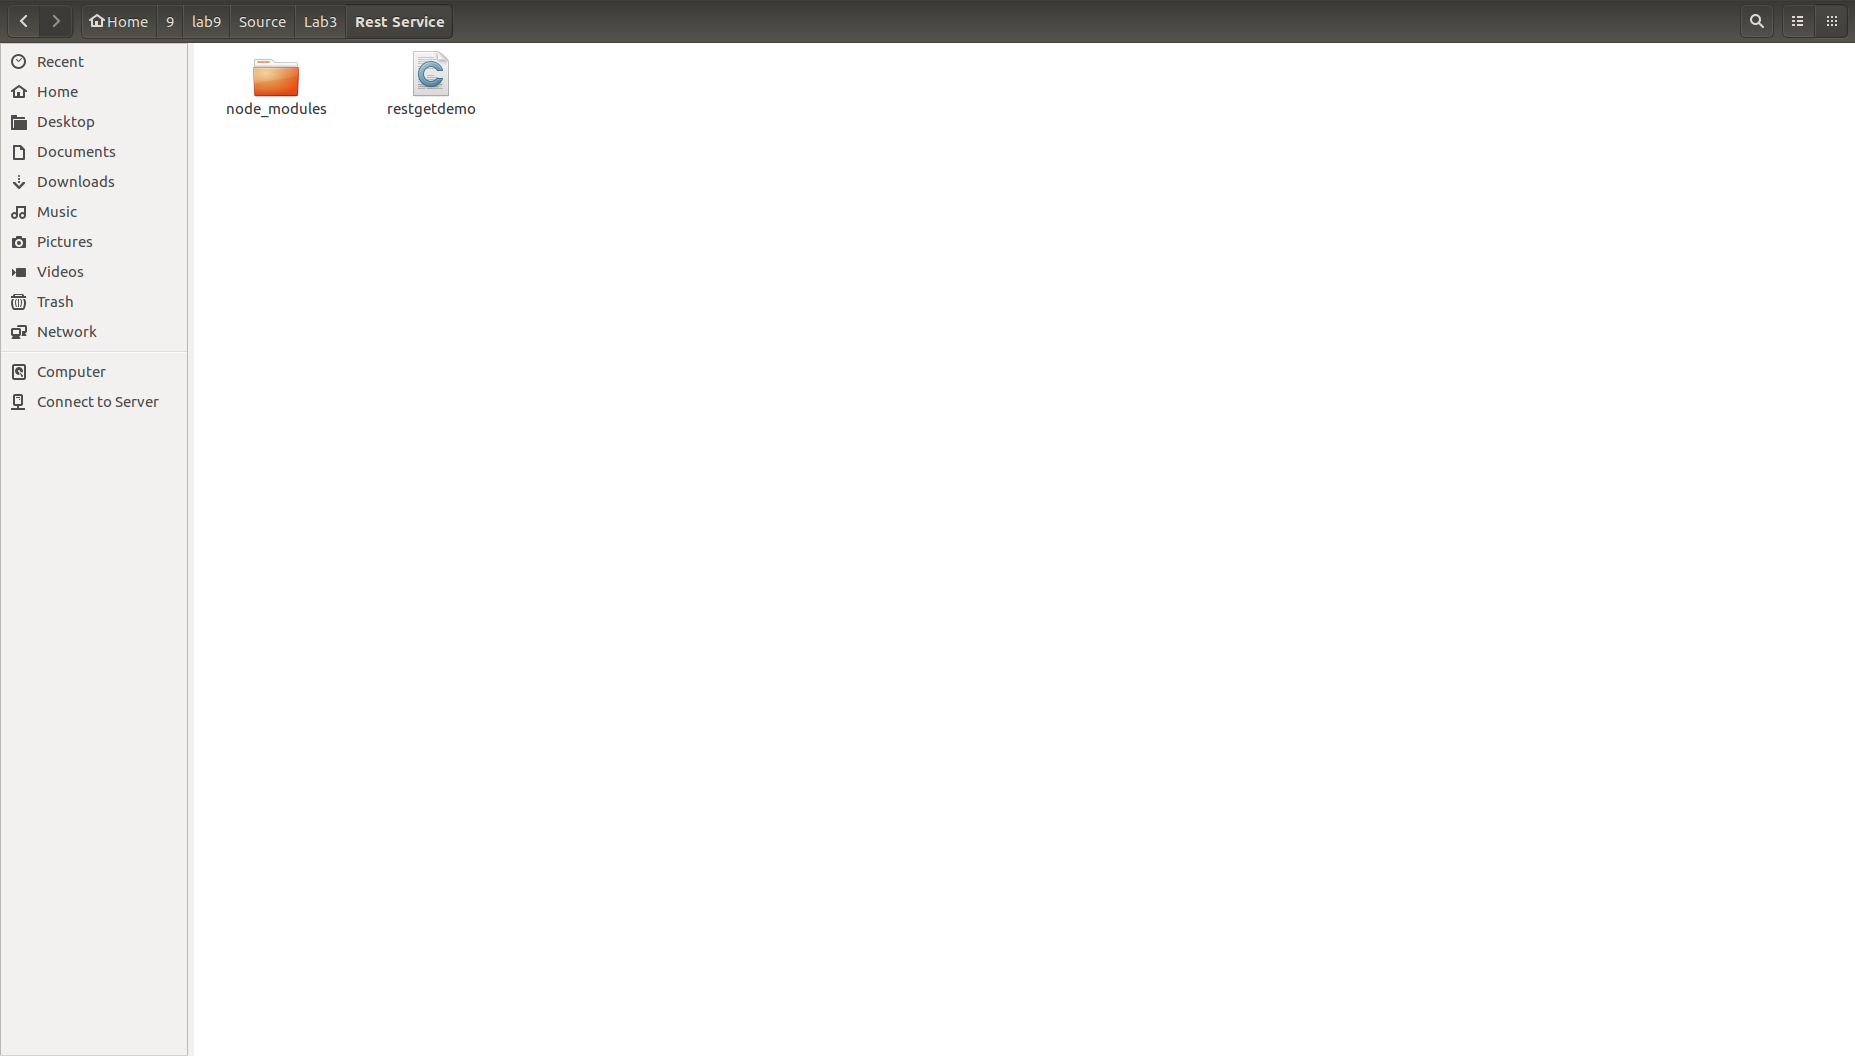 Home 9 lab9 Source Lab3 Rest Service
Recent
Home
Desktop
Documents
Downloads
Music
Pictures
Videos
Trash
Network
Computer
Connect to Server
node_modules restgetdemo